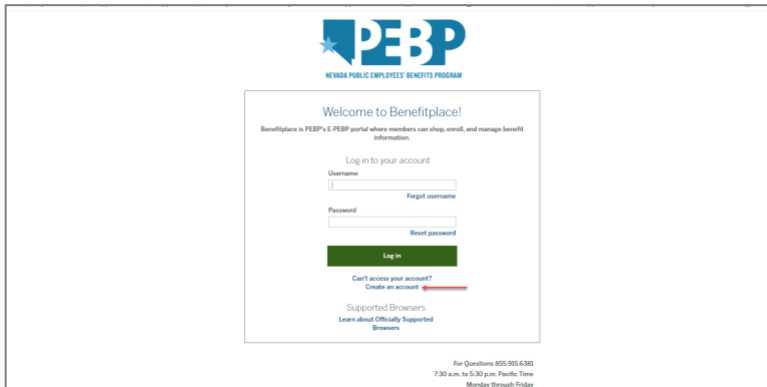 PEBP
NEVADA PUBLIC EMPLOYEES' BENEFITS PROGRAM
Welcome to Benefitplace!
Benefitplace is PEBP's E-PEBP portal where members can shop, enroll, and manage benefit
information.
Log in to your account
Username
Forgot username
Password
Reset password
Log in
Can't access your account?
Create an account
Supported Browsers
Learn about Officially Supported
Browsers
For Questions 855.915.6381
7:30 a.m. to 5:30 p.m. Pacific Time
Monday through Friday